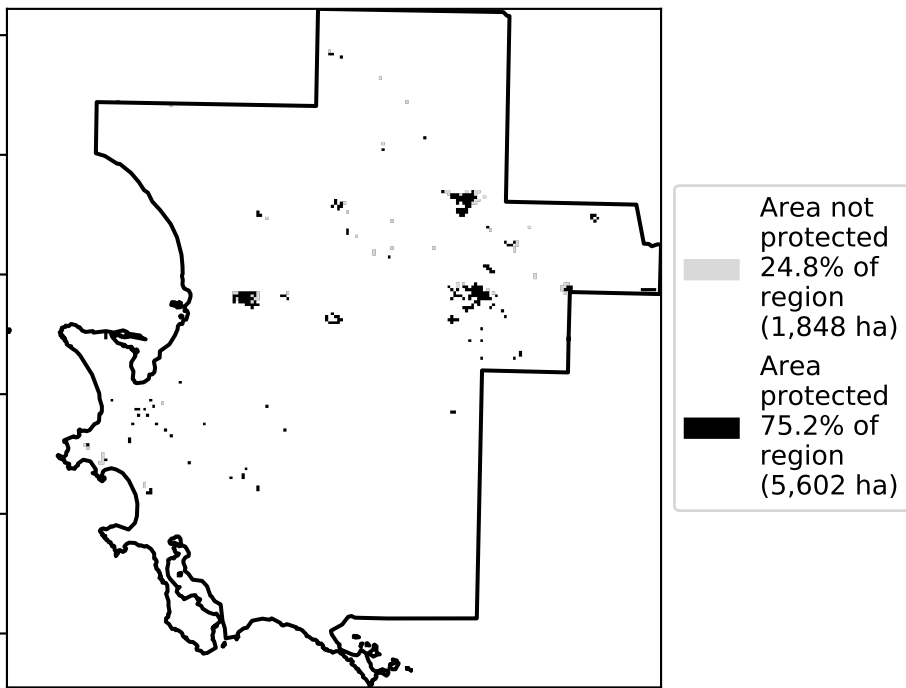 Area not
protected
24.8% of
region
(1,848 ha)
Area
protected
75.2% of
region
(5,602 ha)